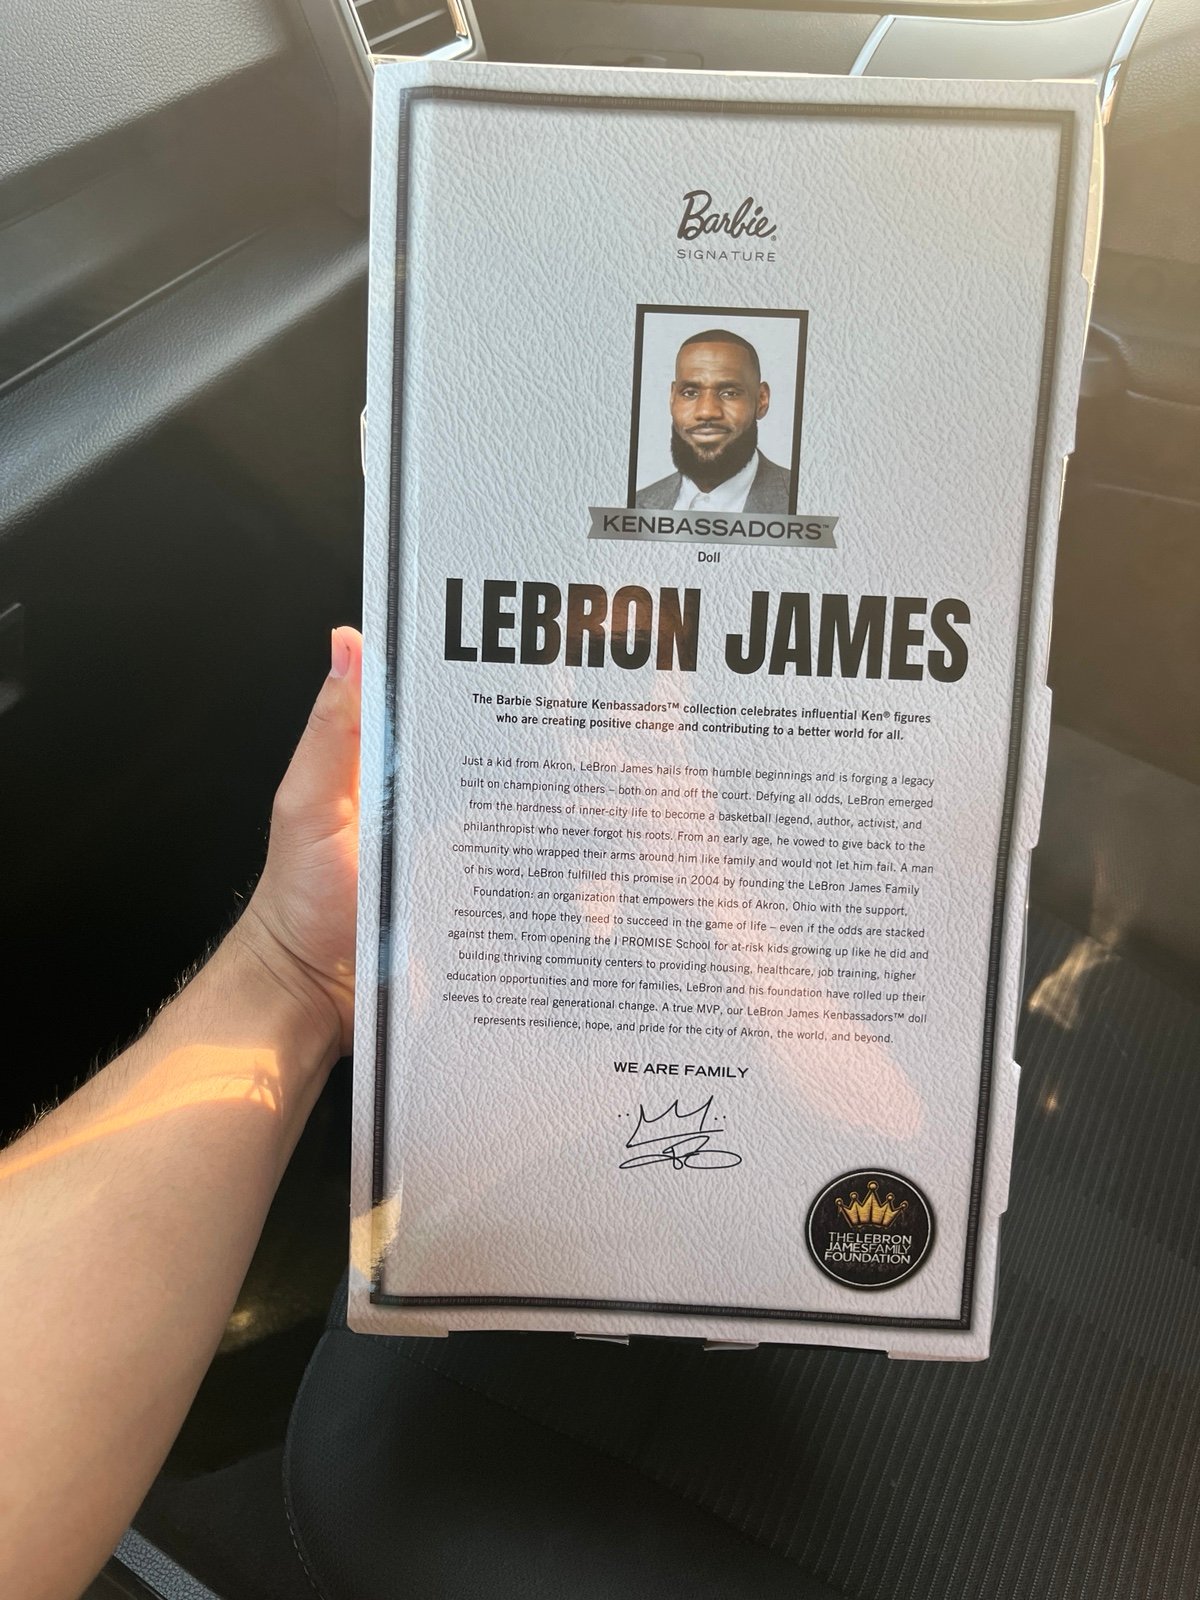 Barbie®
SIGNATURE
KENBASSADORS™
Doll
LEBRON JAMES
The Barbie Signature Kenbassadors™ collection celebrates influential Ken® figures
who are creating positive change and contributing to a better world for all.
Just a kid from Akron, LeBron James hails from humble beginnings and is forging a legacy
built on championing others – both on and off the court. Defying all odds, LeBron emerged
from the hardness of inner-city life to become a basketball legend, author, activist, and
philanthropist who never forgot his roots. From an early age, he vowed to give back to the
community who wrapped their arms around him like family and would not let him fail. A man
of his word, LeBron fulfilled this promise in 2004 by founding the LeBron James Family
Foundation: an organization that empowers the kids of Akron, Ohio with the support,
resources, and hope they need to succeed in the game of life – even if the odds are stacked
against them. From opening the I PROMISE School for at-risk kids growing up like he did and
building thriving community centers to providing housing, healthcare, job training, higher
education opportunities and more for families, LeBron and his foundation have rolled up their
sleeves to create real generational change. A true MVP, our LeBron James Kenbassadors™ doll
represents resilience, hope, and pride for the city of Akron, the world, and beyond.
WE ARE FAMILY
THE LEBRON
JAMES FAMILY
FOUNDATION